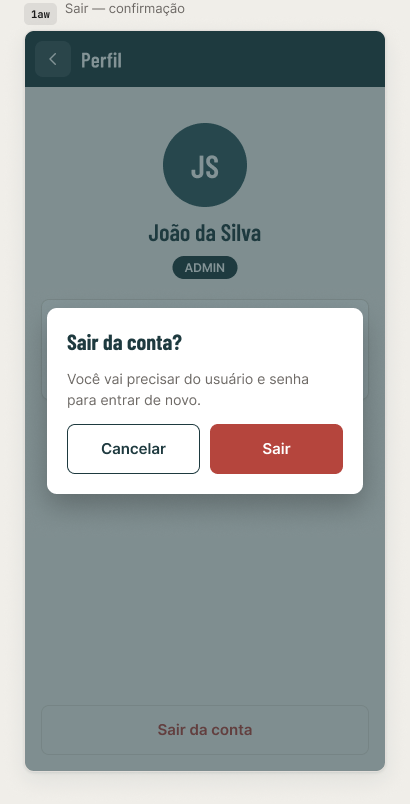 1aw
Sair — confirmação
Perfil
JS
João da Silva
ADMIN
Sair da conta?
Você vai precisar do usuário e senha
para entrar de novo.
Cancelar
Sair
Sair da conta